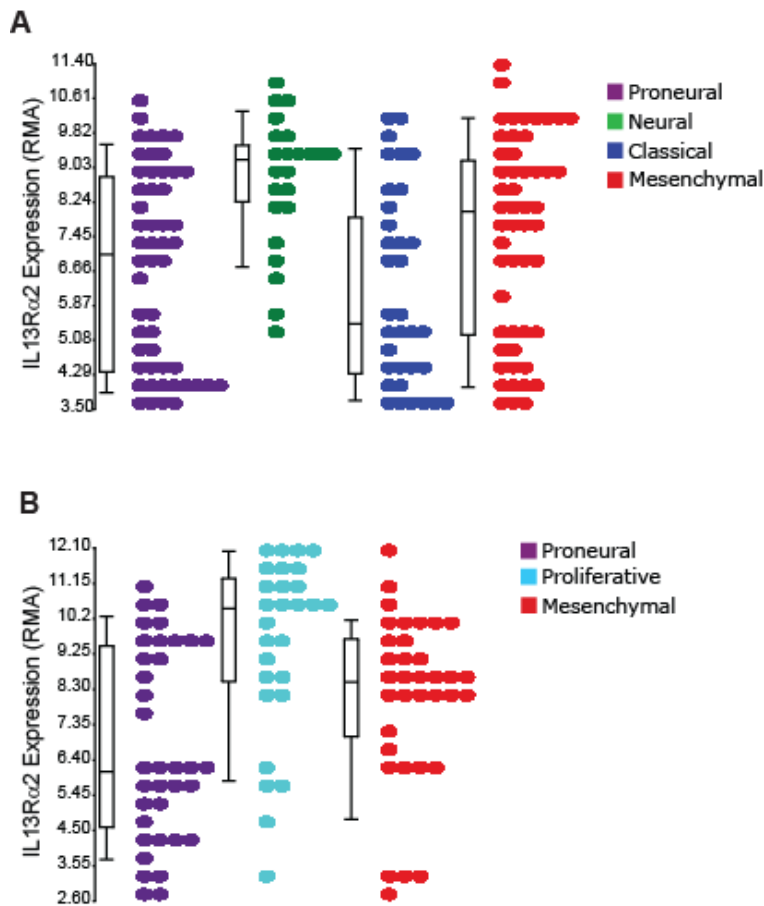 A
IL13Rα2 Expression (RMA)
11.40
10.61
9.82
9.03
8.24
7.45
6.66
5.87
5.08
4.29
3.50
Proneural
Neural
Classical
Mesenchymal
B
IL13Rα2 Expression (RMA)
12.10
11.15
10.2
9.25
8.30
7.35
6.40
5.45
4.50
3.55
2.60
Proneural
Proliferative
Mesenchymal